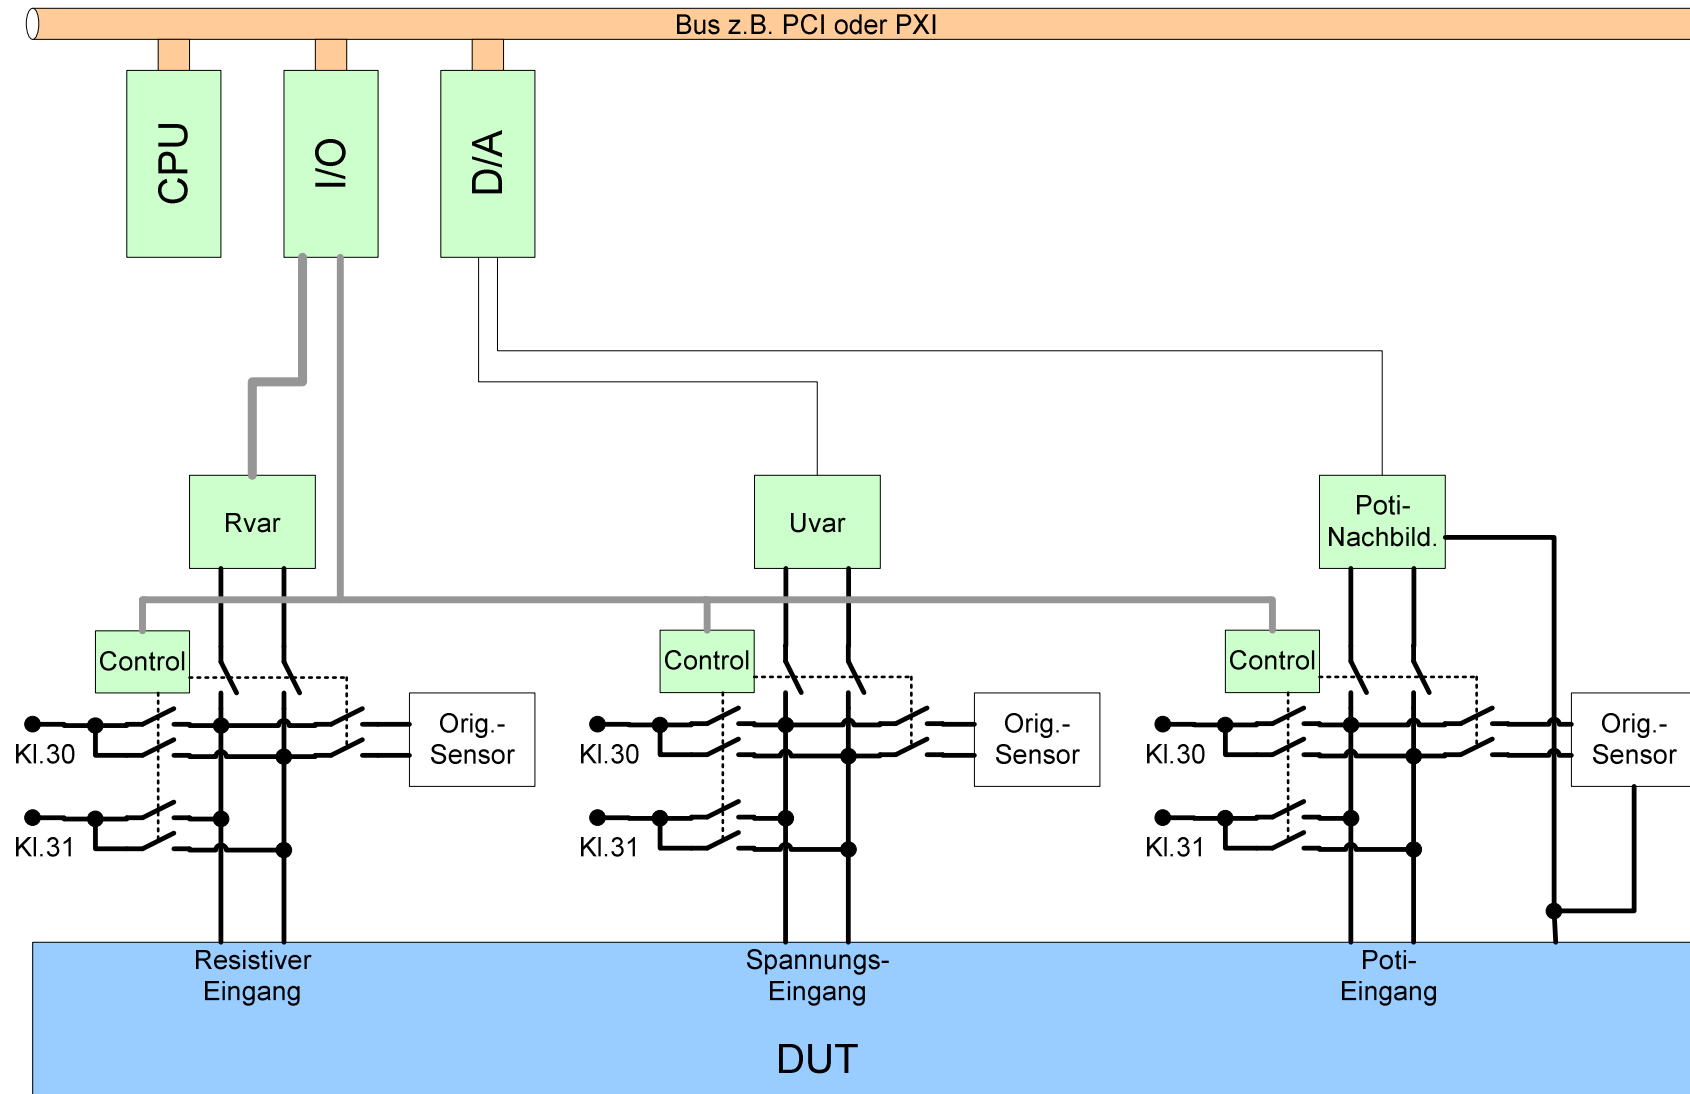 Bus z.B. PCI oder PXI
CPU
I/O
D/A
Rvar
Uvar
Poti-
Nachbild.
Control
Control
Control
Orig.-
Sensor
Orig.-
Sensor
Orig.-
Sensor
Kl.30
Kl.30
Kl.30
Kl.31
Kl.31
Kl.31
Resistiver
Eingang
Spannungs-
Eingang
Poti-
Eingang
DUT